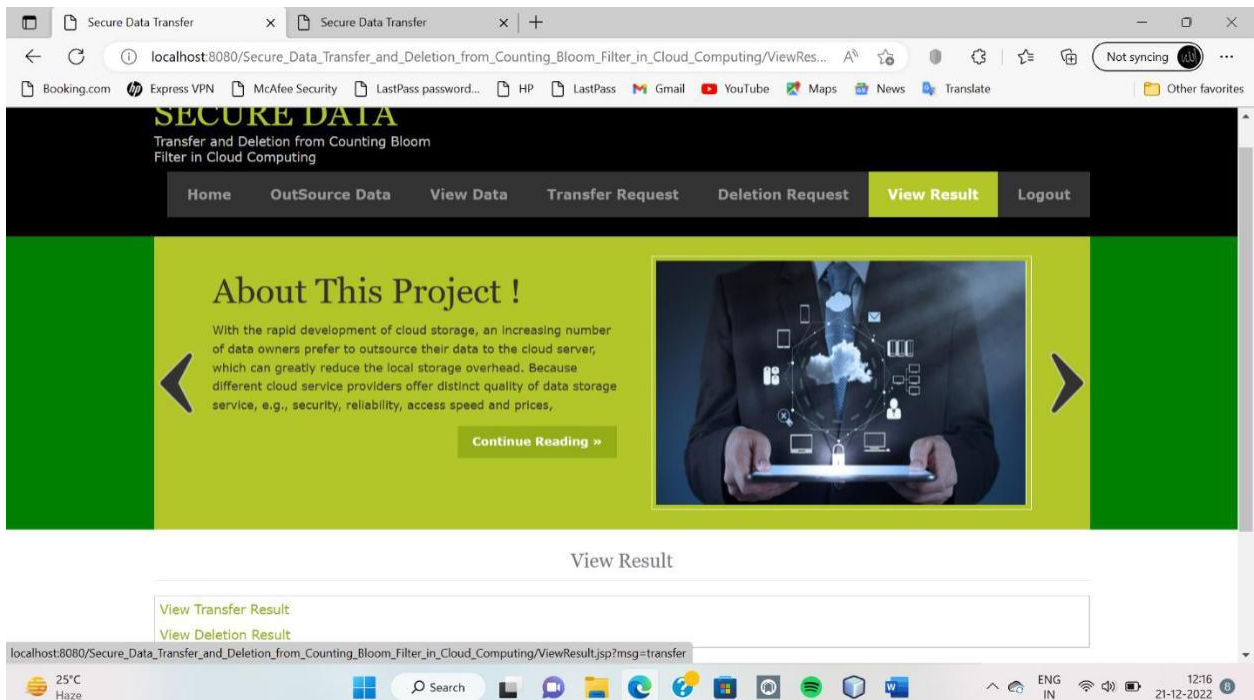 Secure Data Transfer
Secure Data Transfer
localhost:8080/Secure_Data_Transfer_and_Deletion_from_Counting_Bloom_Filter_in_Cloud_Computing/ViewRes...
Not syncing
Booking.com
Express VPN
McAfee Security
LastPass password...
HP
LastPass
Gmail
YouTube
Maps
News
Translate
Other favorites
SECURE DATA
Transfer and Deletion from Counting Bloom
Filter in Cloud Computing
Home
OutSource Data
View Data
Transfer Request
Deletion Request
View Result
Logout
About This Project !
With the rapid development of cloud storage, an increasing number
of data owners prefer to outsource their data to the cloud server,
which can greatly reduce the local storage overhead. Because
different cloud service providers offer distinct quality of data storage
service, e.g., security, reliability, access speed and prices,
Continue Reading »
View Result
View Transfer Result
View Deletion Result
localhost:8080/Secure_Data_Transfer_and_Deletion_from_Counting_Bloom_Filter_in_Cloud_Computing/ViewResult.jsp?msg=transfer
25°C
Haze
Search
ENG
IN
12:16
21-12-2022
8